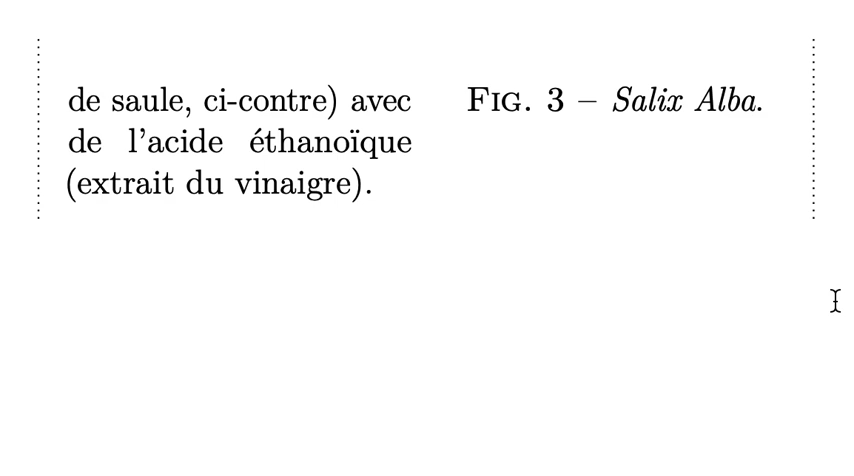 de saule, ci-contre) avec
de l’acide éthanoïque
(extrait du vinaigre).
Fig. 3 – Salix Alba.